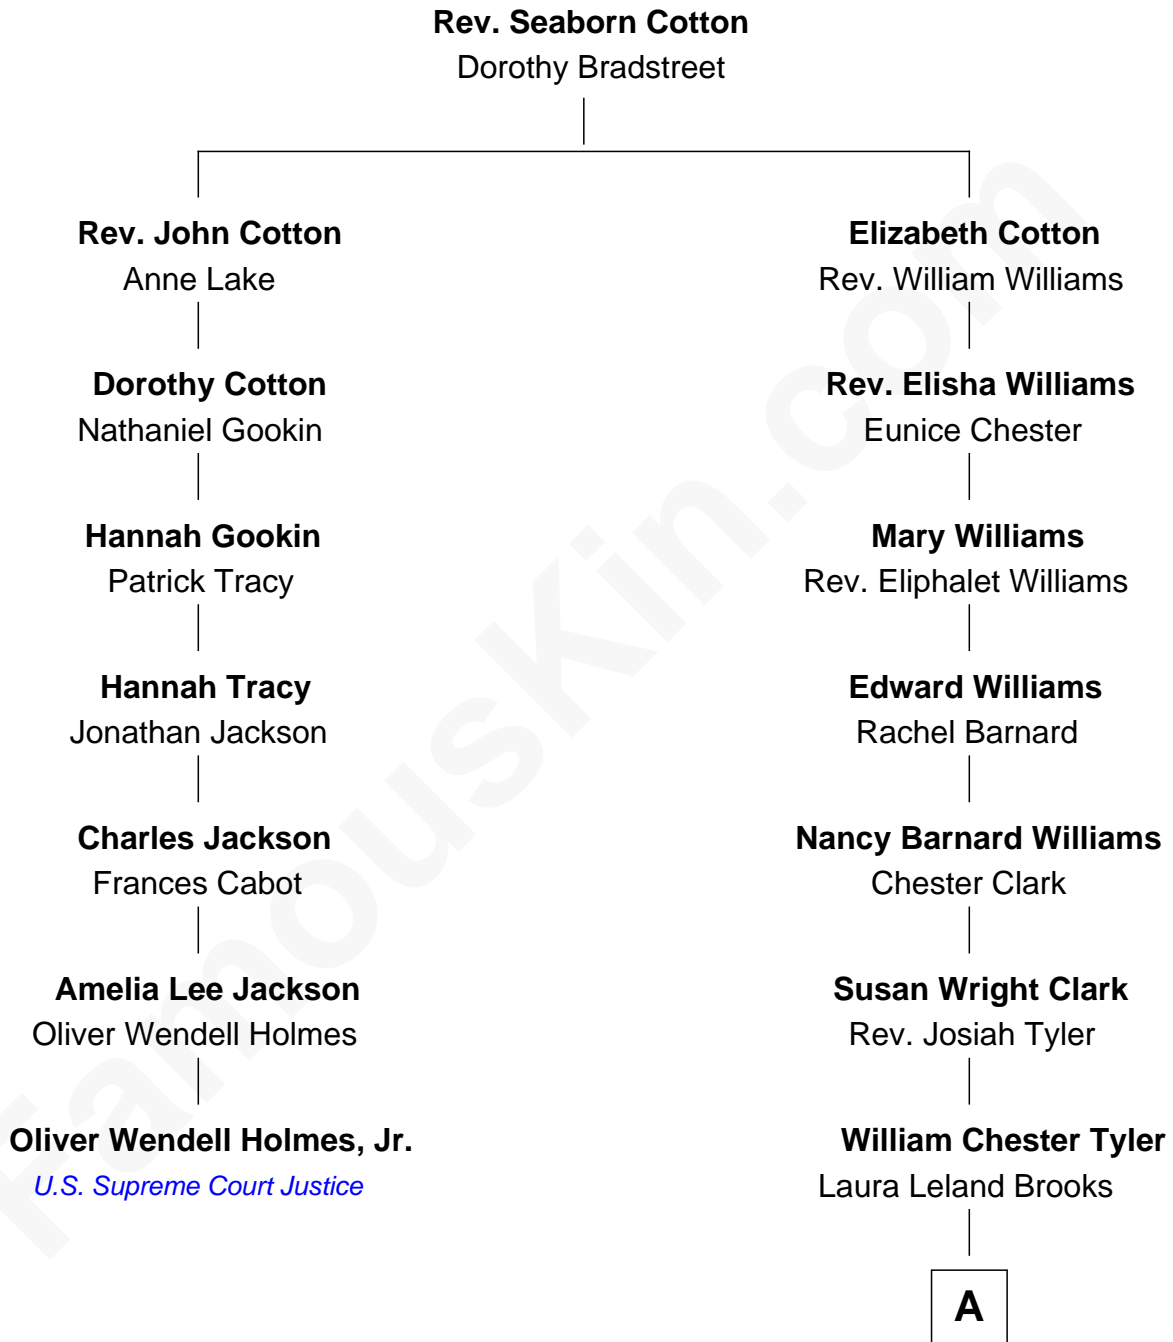 Rev. Seaborn Cotton
Dorothy Bradstreet
Rev. John Cotton
Anne Lake
Dorothy Cotton
Nathaniel Gookin
Hannah Gookin
Patrick Tracy
Hannah Tracy
Jonathan Jackson
Charles Jackson
Frances Cabot
Amelia Lee Jackson
Oliver Wendell Holmes
Oliver Wendell Holmes, Jr.
U.S. Supreme Court Justice
Elizabeth Cotton
Rev. William Williams
Rev. Elisha Williams
Eunice Chester
Mary Williams
Rev. Eliphalet Williams
Edward Williams
Rachel Barnard
Nancy Barnard Williams
Chester Clark
Susan Wright Clark
Rev. Josiah Tyler
William Chester Tyler
Laura Leland Brooks
A
FamousKin.com